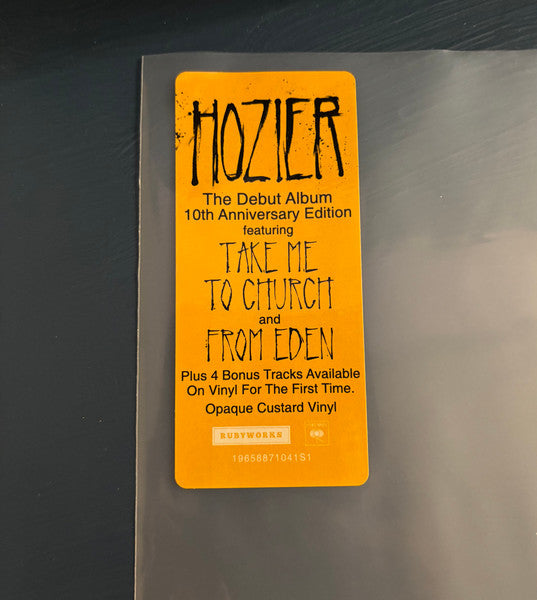 HOZIER
The Debut Album
10th Anniversary Edition
featuring
TAKE ME
TO CHURCH
and
FROM EDEN
Plus 4 Bonus Tracks Available
On Vinyl For The First Time.
Opaque Custard Vinyl
RUBYWORKS
19658871041S1